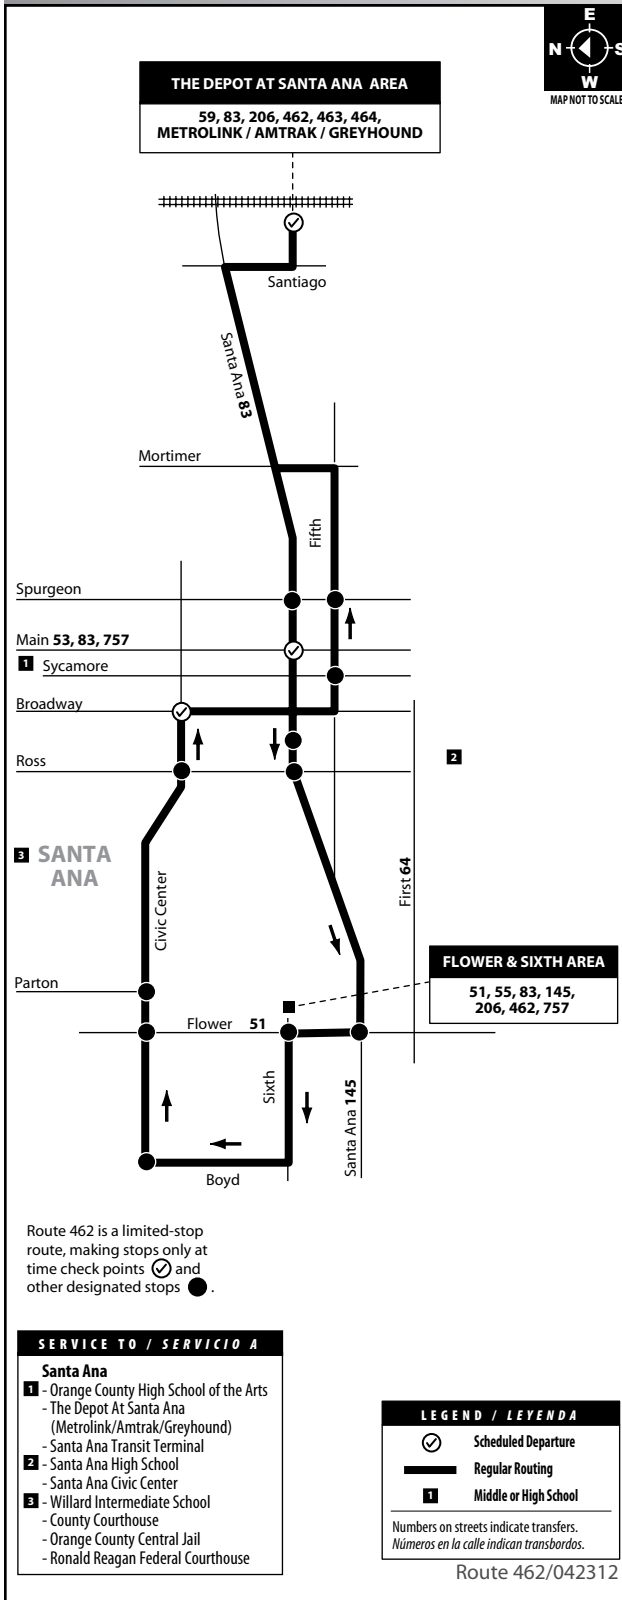 E
N
S
W
MAP NOT TO SCALE
THE DEPOT AT SANTA ANA AREA
59, 83, 206, 462, 463, 464,
METROLINK / AMTRAK / GREYHOUND
Santiago
Santa Ana 83
Mortimer
Fifth
Spurgeon
Main 53, 83, 757
1 Sycamore
Broadway
Ross
2
3 SANTA
ANA
Civic Center
First 64
FLOWER & SIXTH AREA
51, 55, 83, 145,
206, 462, 757
Parton
Flower 51
Sixth
Santa Ana 145
Boyd
Route 462 is a limited-stop
route, making stops only at
time check points and
other designated stops .
SERVICE TO / SERVICIO A
Santa Ana
1 - Orange County High School of the Arts
- The Depot At Santa Ana
(Metrolink/Amtrak/Greyhound)
- Santa Ana Transit Terminal
2 - Santa Ana High School
- Santa Ana Civic Center
3 - Willard Intermediate School
- County Courthouse
- Orange County Central Jail
- Ronald Reagan Federal Courthouse
LEGEND / LEYENDA
Scheduled Departure
Regular Routing
1 Middle or High School
Numbers on streets indicate transfers.
Números en la calle indican transbordos.
Route 462/042312